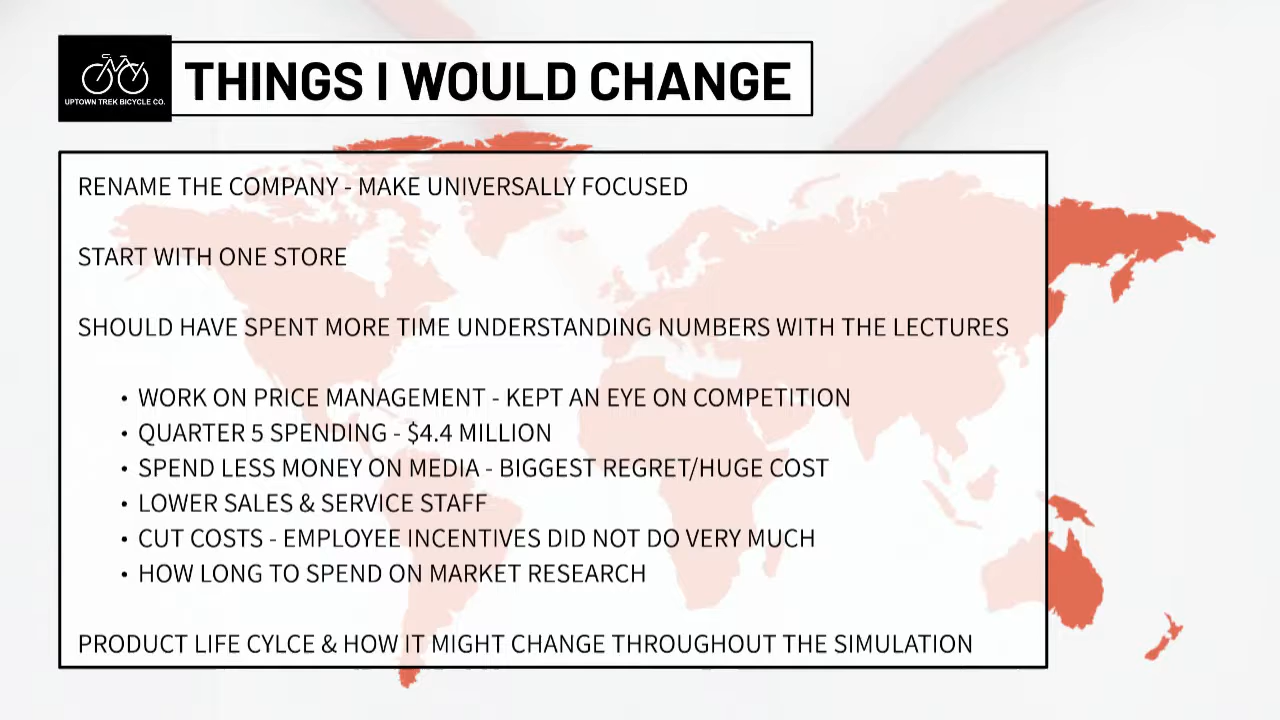 UPTOWN TREK BICYCLE CO.
THINGS I WOULD CHANGE
RENAME THE COMPANY - MAKE UNIVERSALLY FOCUSED
START WITH ONE STORE
SHOULD HAVE SPENT MORE TIME UNDERSTANDING NUMBERS WITH THE LECTURES
• WORK ON PRICE MANAGEMENT - KEPT AN EYE ON COMPETITION
• QUARTER 5 SPENDING - $4.4 MILLION
• SPEND LESS MONEY ON MEDIA - BIGGEST REGRET/HUGE COST
• LOWER SALES & SERVICE STAFF
• CUT COSTS - EMPLOYEE INCENTIVES DID NOT DO VERY MUCH
• HOW LONG TO SPEND ON MARKET RESEARCH
PRODUCT LIFE CYLCE & HOW IT MIGHT CHANGE THROUGHOUT THE SIMULATION